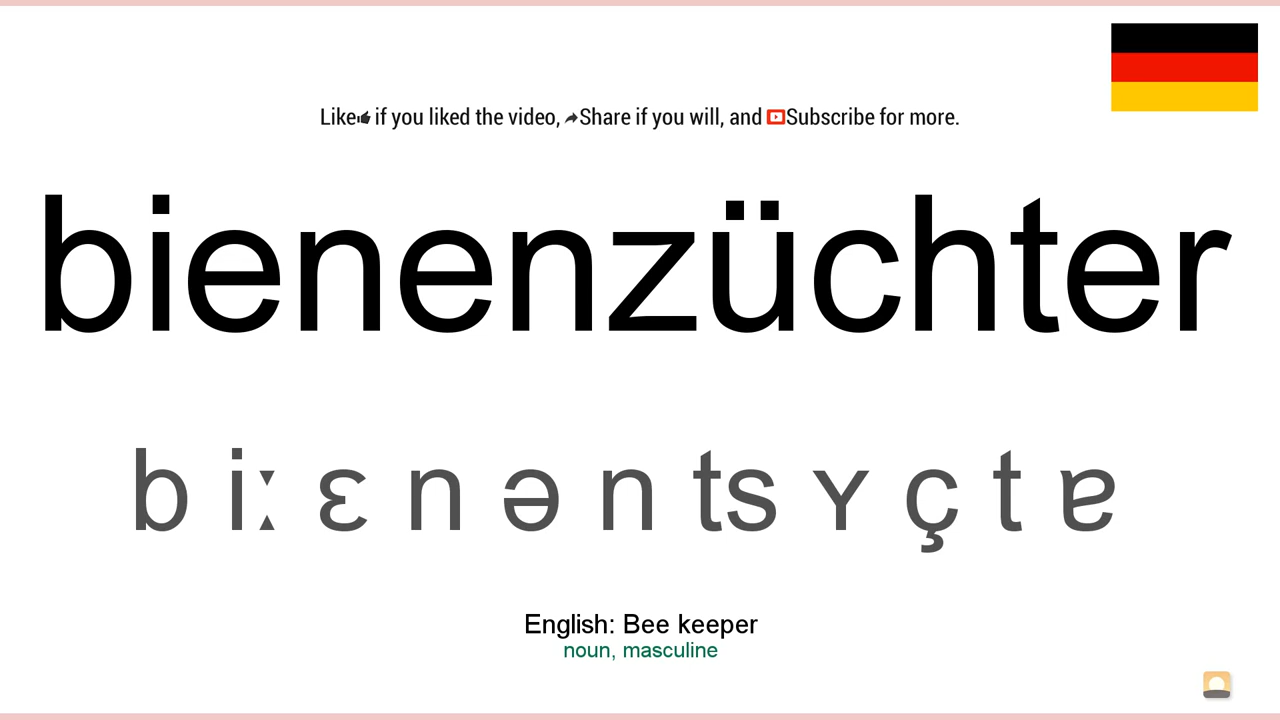 Like if you liked the video, Share if you will, and Subscribe for more.
bienenzüchter
b iː ɛ n ə n ʦ ʏ ç t ɐ
English: Bee keeper
noun, masculine